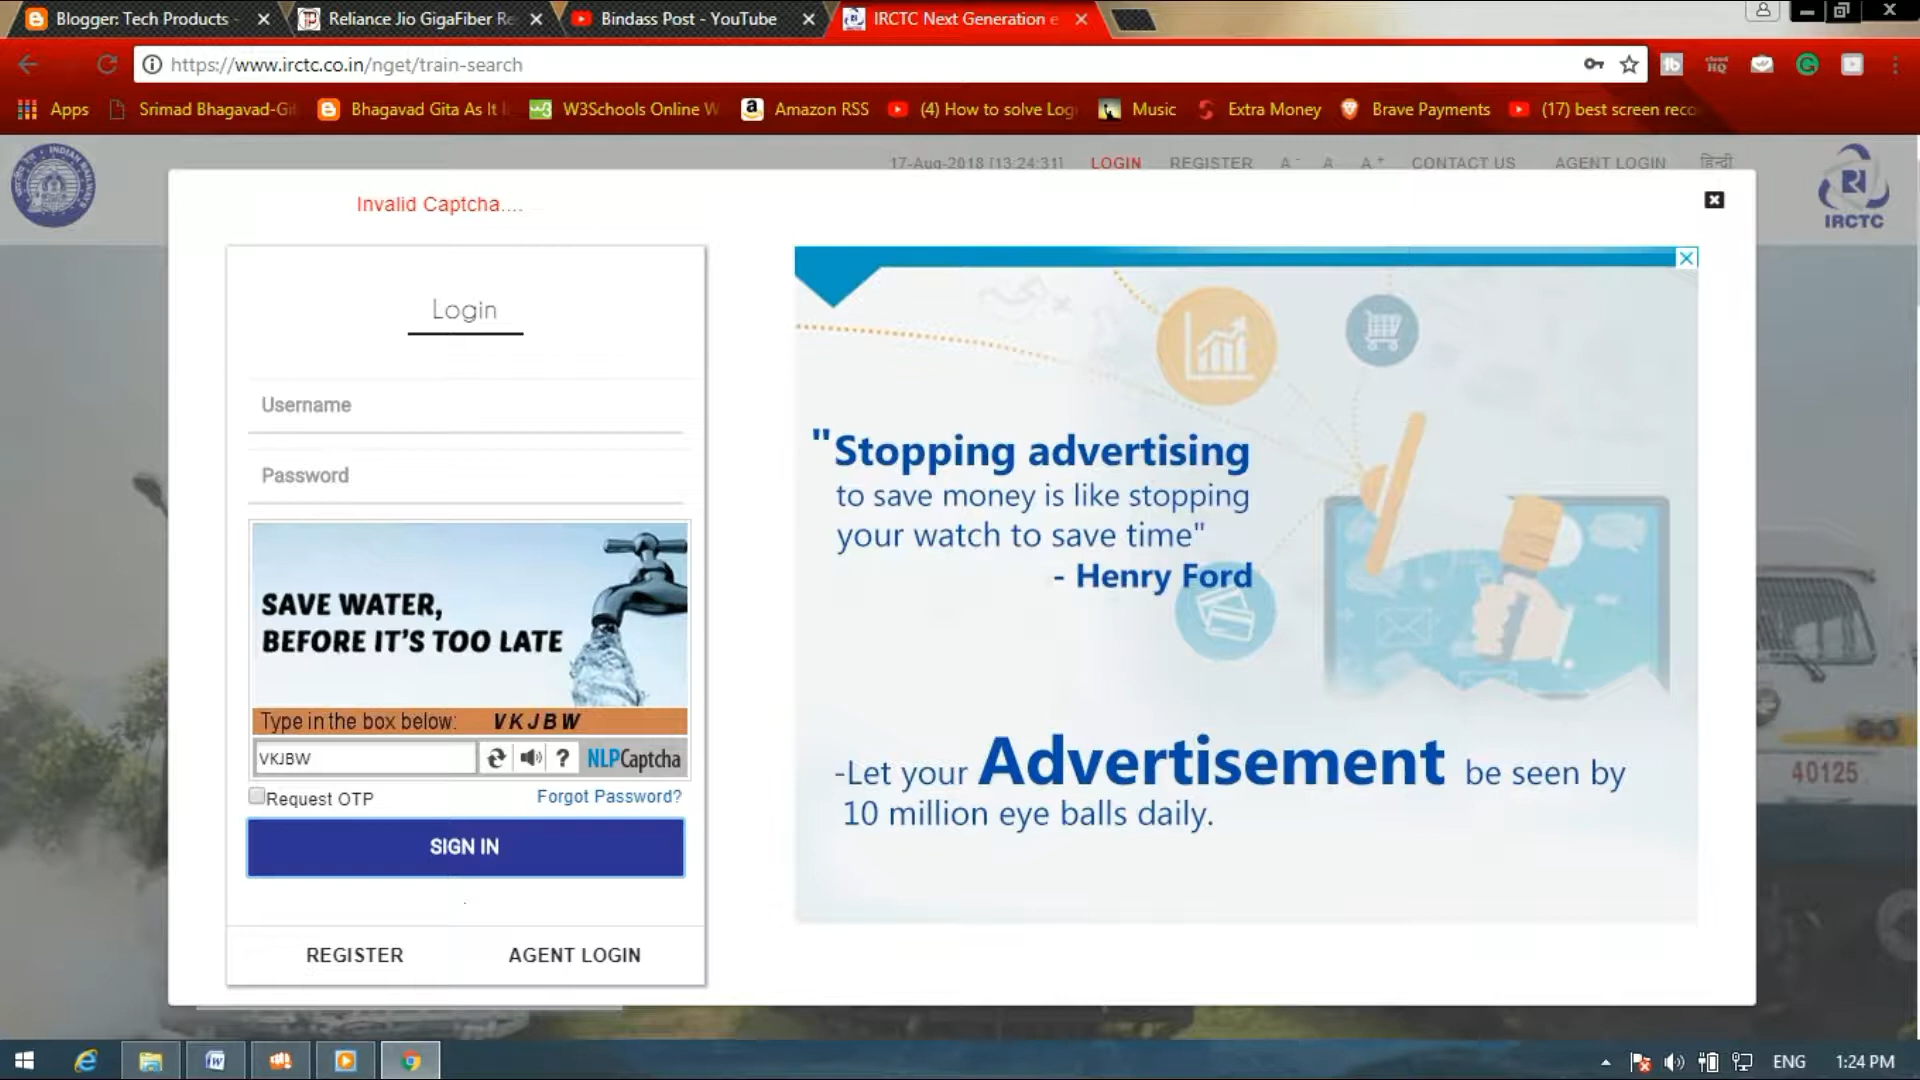 Blogger: Tech Products -
Reliance Jio GigaFiber Re
Bindass Post - YouTube
IRCTC Next Generation e
https://www.irctc.co.in/nget/train-search
Apps
Srimad Bhagavad-Git
Bhagavad Gita As It I
W3Schools Online W
Amazon RSS
(4) How to solve Log
Music
Extra Money
Brave Payments
(17) best screen reco
17-Aug-2018 [13:24:31]
LOGIN
REGISTER
A -
A
A +
CONTACT US
AGENT LOGIN
हिन्दी
IRCTC
Invalid Captcha....
Login
Username
Password
SAVE WATER,
BEFORE IT'S TOO LATE
Type in the box below: VKJBW
VKJBW
?
NLPCaptcha
Request OTP
Forgot Password?
SIGN IN
REGISTER
AGENT LOGIN
"Stopping advertising
to save money is like stopping
your watch to save time"
- Henry Ford
-Let your Advertisement be seen by
10 million eye balls daily.
40125
ENG
1:24 PM